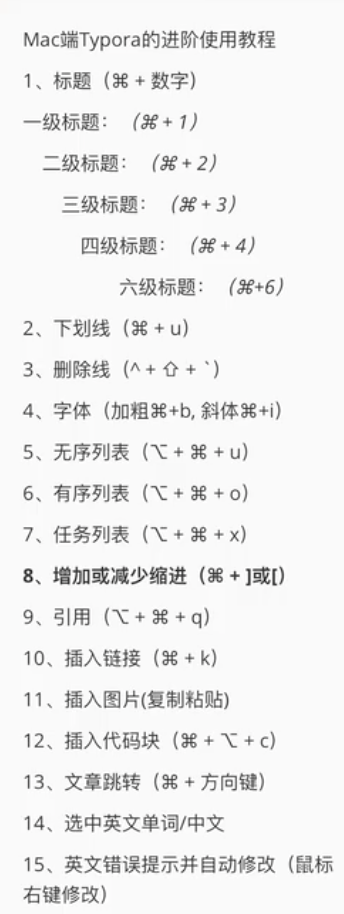 Mac端Typora的进阶使用教程
1、标题（⌘ + 数字）
一级标题：（⌘ + 1）
二级标题：（⌘ + 2）
三级标题：（⌘ + 3）
四级标题：（⌘ + 4）
六级标题：（⌘+6）
2、下划线（⌘ + u）
3、删除线（^ + ⇧ + `）
4、字体（加粗⌘+b, 斜体⌘+i）
5、无序列表（⌥ + ⌘ + u）
6、有序列表（⌥ + ⌘ + o）
7、任务列表（⌥ + ⌘ + x）
8、增加或减少缩进（⌘ + ]或[）
9、引用（⌥ + ⌘ + q）
10、插入链接（⌘ + k）
11、插入图片(复制粘贴)
12、插入代码块（⌘ + ⌥ + c）
13、文章跳转（⌘ + 方向键）
14、选中英文单词/中文
15、英文错误提示并自动修改（鼠标
右键修改）